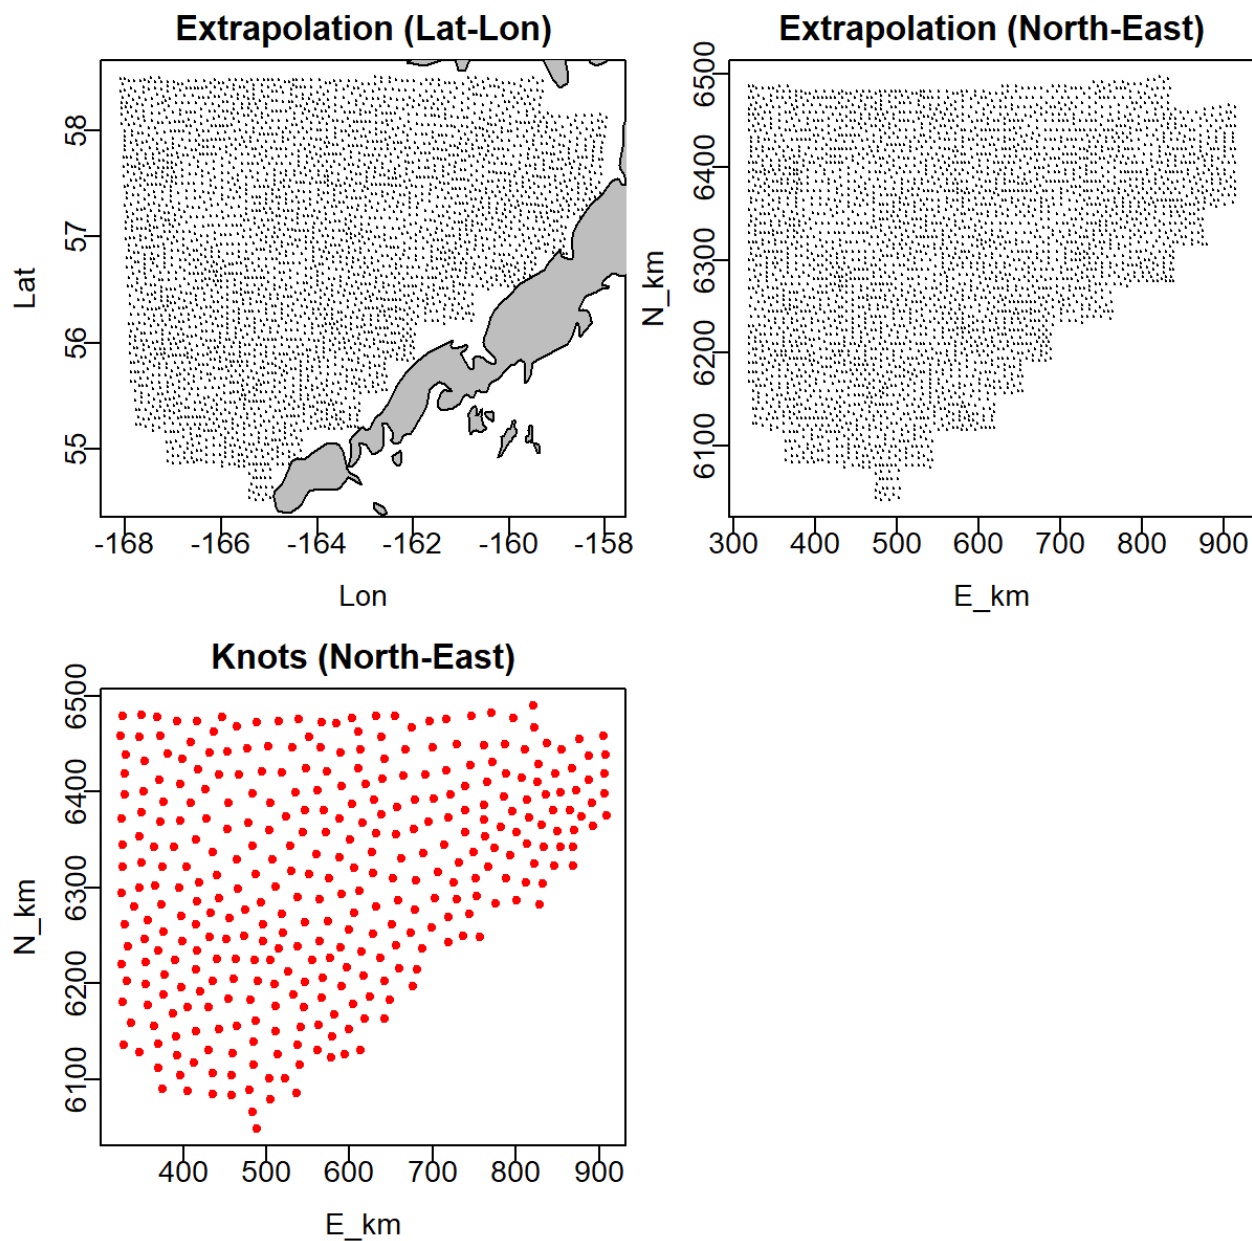 Extrapolation (Lat-Lon)
Lat
58
57
56
55
-168 -166 -164 -162 -160 -158
Lon
Extrapolation (North-East)
N_km
6500
6400
6300
6200
6100
300 400 500 600 700 800 900
E_km
Knots (North-East)
N_km
6500
6400
6300
6200
6100
400 500 600 700 800 900
E_km